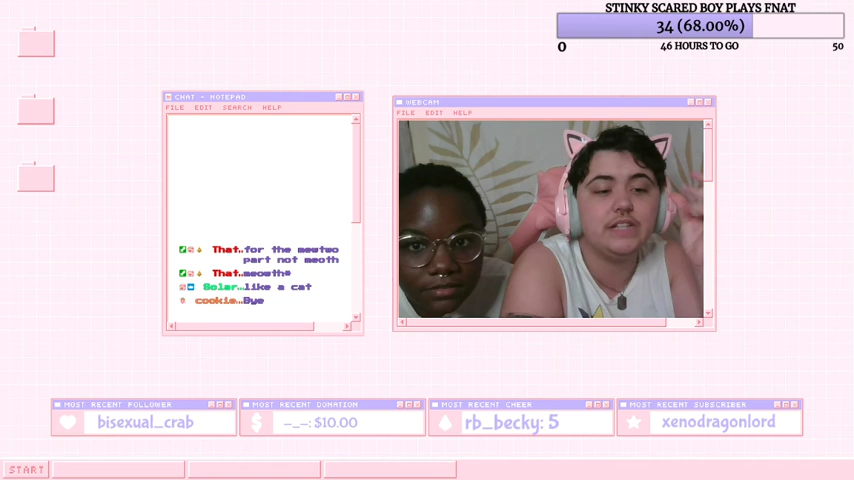 STINKY SCARED BOY PLAYS FNAT
34 (68.00%)
0
46 HOURS TO GO
50
CHAT - NOTEPAD
FILE EDIT SEARCH HELP
That..for the mewtwo
part not meoth
That..meowth*
Solar..like a cat
cookie..Bye
WEBCAM
FILE EDIT HELP
MOST RECENT FOLLOWER
bisexual_crab
MOST RECENT DONATION
-_-: $10.00
MOST RECENT CHEER
rb_becky: 5
MOST RECENT SUBSCRIBER
xenodragonlord
START